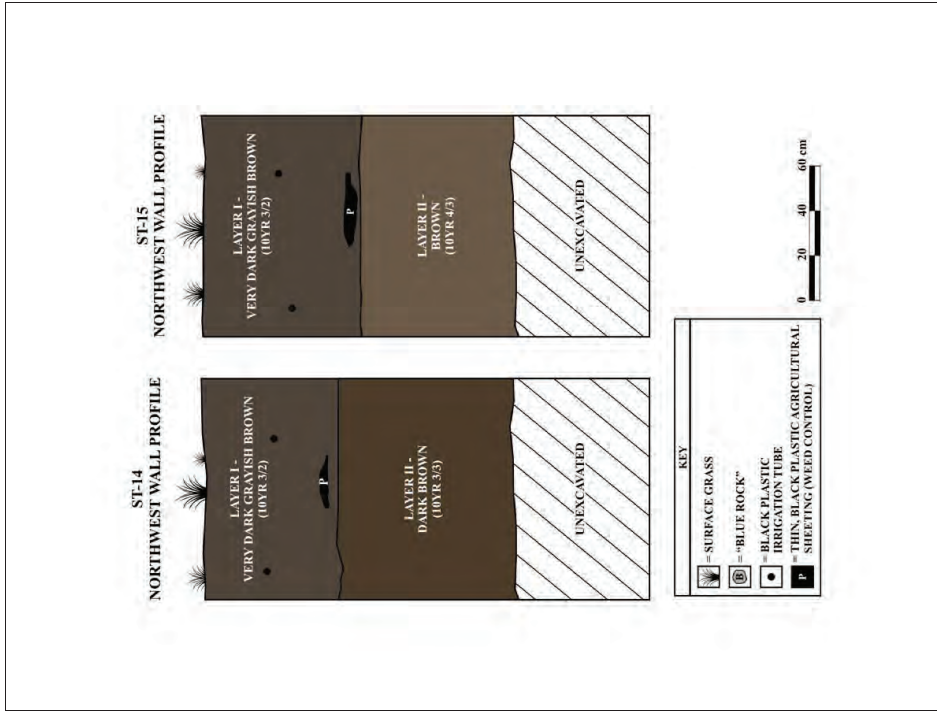 ST-14
NORTHWEST WALL PROFILE
LAYER I -
VERY DARK GRAYISH BROWN
(10YR 3/2)
P
LAYER II -
DARK BROWN
(10YR 3/3)
UNEXCAVATED
ST-15
NORTHWEST WALL PROFILE
LAYER I -
VERY DARK GRAYISH BROWN
(10YR 3/2)
P
LAYER II -
BROWN
(10YR 4/3)
UNEXCAVATED
KEY
= SURFACE GRASS
B = "BLUE ROCK"
= BLACK PLASTIC
IRRIGATION TUBE
P = THIN, BLACK PLASTIC AGRICULTURAL
SHEETING (WEED CONTROL)
0 20 40 60 cm